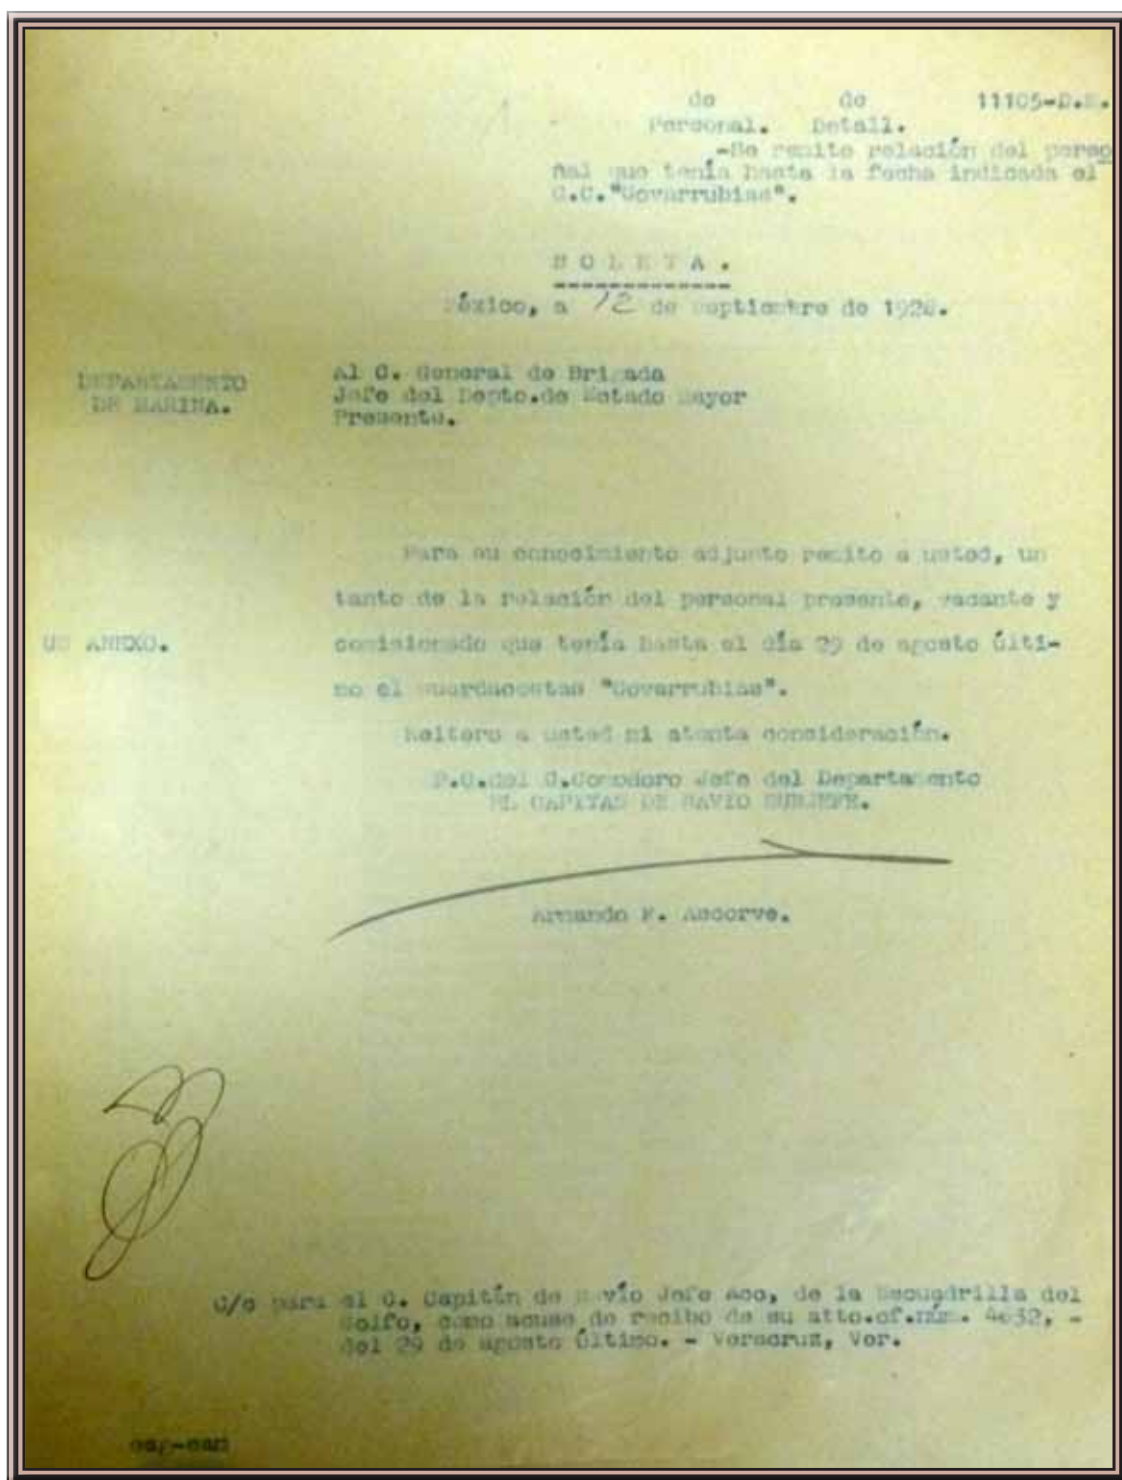 de de 11105-D.M.
Personal. Detall.
-Se remite relación del perso
nal que tenía hasta la fecha indicada el
G.C."Covarrubias".
B O L E T A .
México, a 12 de septiembre de
DEPARTAMENTO
DE MARINA.
Al C. General de Brigada
Jefe del Depto.de Estado Mayor
Presente.
Para su conocimiento adjunto remito a usted, un
tanto de la relación del personal presente, vacante y
UN ANEXO.
comisionado que tenía hasta el día 29 de agosto últi-
mo el guardacostas "Covarrubias".
Reitero a usted mi atenta consideración.
P.O.del C.Comodoro Jefe del Departamento
EL CAPITAN DE NAVIO SUBJEFE.
Armando F. Ascorve.
C/c para el C. Capitán de Navío Jefe Acc, de la Escuadrilla del
Golfo, como acuse de recibo de su atto.of.núm. -
del 29 de agosto último. - Veracruz, Ver.